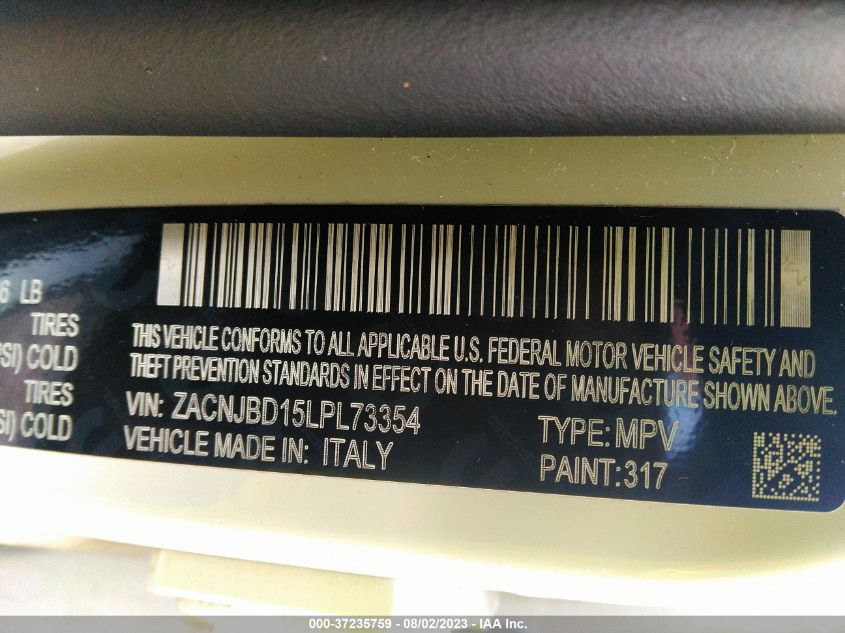 6 LB
TIRES
SI) COLD
TIRES
SI) COLD
THIS VEHICLE CONFORMS TO ALL APPLICABLE U.S. FEDERAL MOTOR VEHICLE SAFETY AND
THEFT PREVENTION STANDARDS IN EFFECT ON THE DATE OF MANUFACTURE SHOWN ABOVE.
VIN: ZACNJBD15LPL73354
TYPE: MPV
VEHICLE MADE IN: ITALY
PAINT: 317
000-37235759 - 08/02/2023 - IAA Inc.